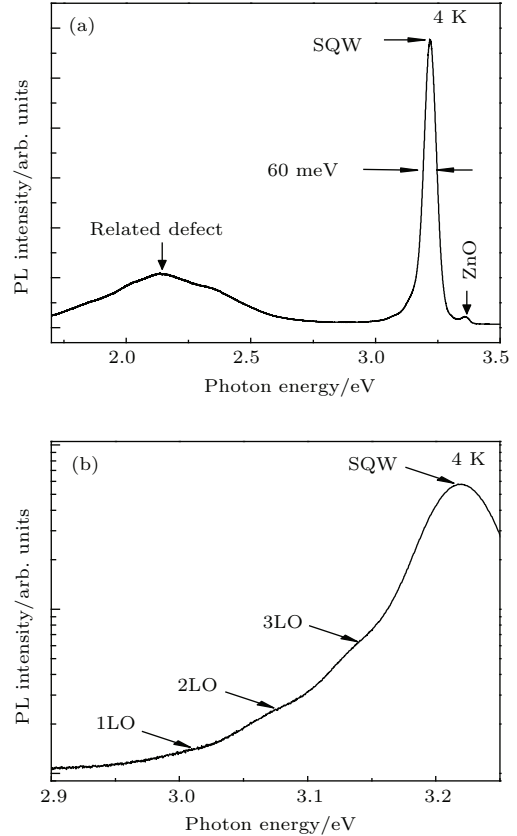 (a)
4 K
SQW
60 meV
Related defect
ZnO
PL intensity/arb. units
2.0 2.5 3.0 3.5
Photon energy/eV
(b)
4 K
SQW
3LO
2LO
1LO
PL intensity/arb. units
2.9 3.0 3.1 3.2
Photon energy/eV